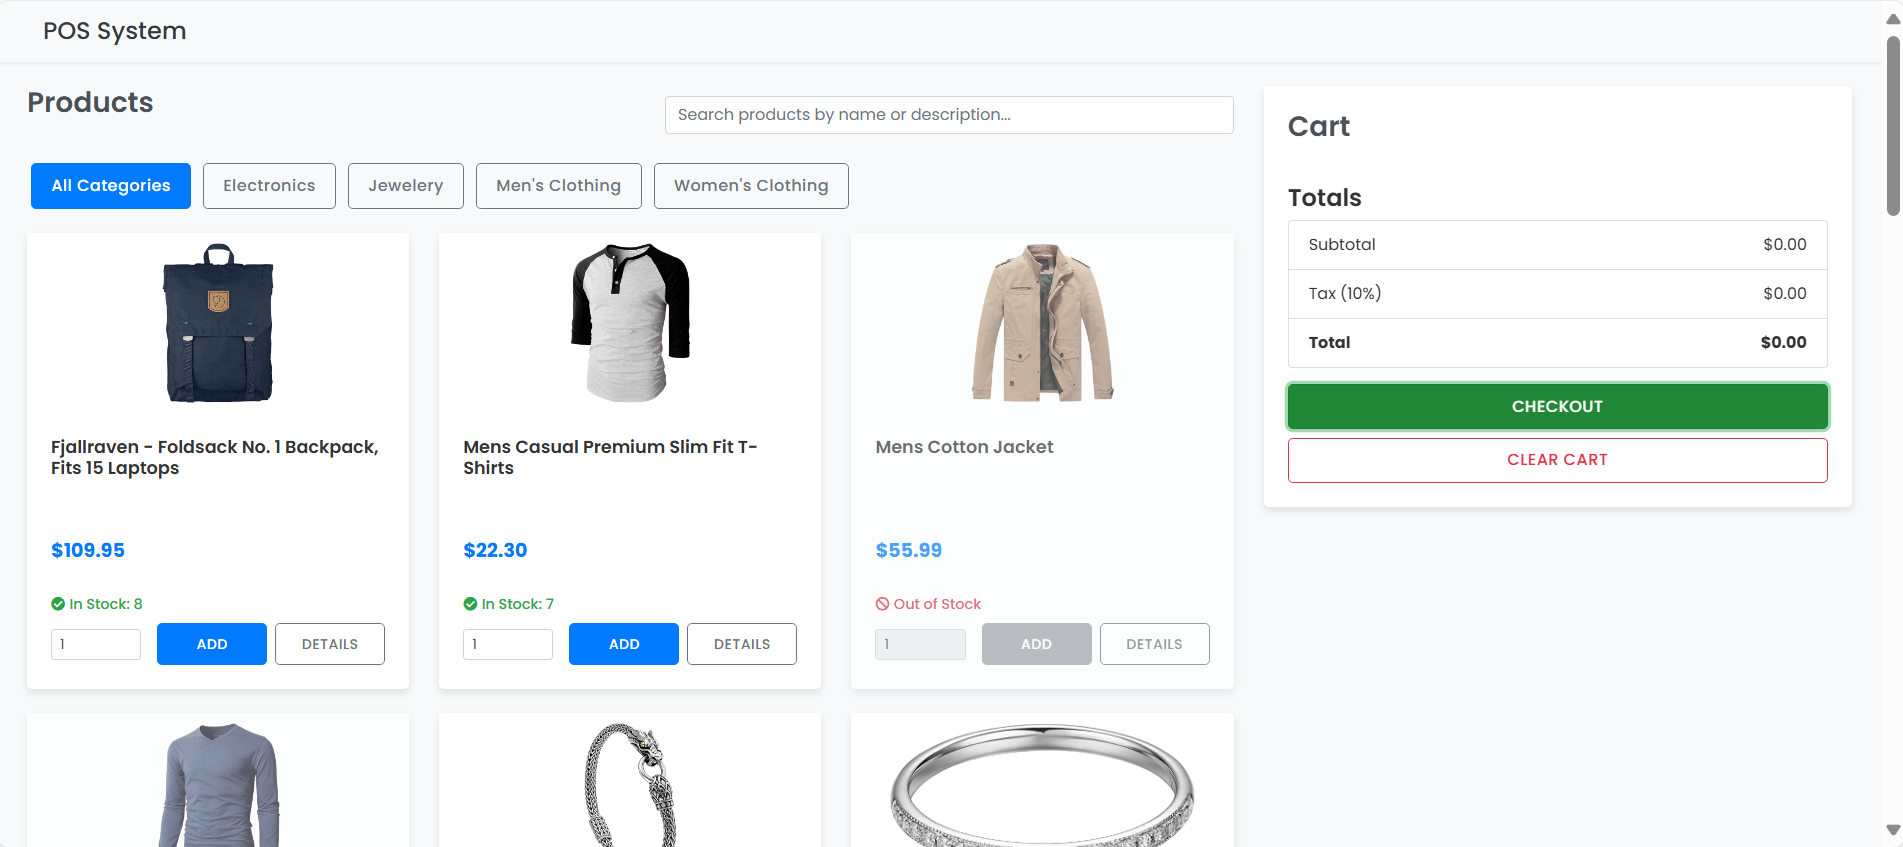 POS System
Products
Search products by name or description...
All Categories
Electronics
Jewelery
Men's Clothing
Women's Clothing
Fjallraven - Foldsack No. 1 Backpack,
Fits 15 Laptops
$109.95
In Stock: 8
1
ADD
DETAILS
Mens Casual Premium Slim Fit T-
Shirts
$22.30
In Stock: 7
1
ADD
DETAILS
Mens Cotton Jacket
$55.99
Out of Stock
1
ADD
DETAILS
Cart
Totals
Subtotal $0.00
Tax (10%) $0.00
Total $0.00
CHECKOUT
CLEAR CART